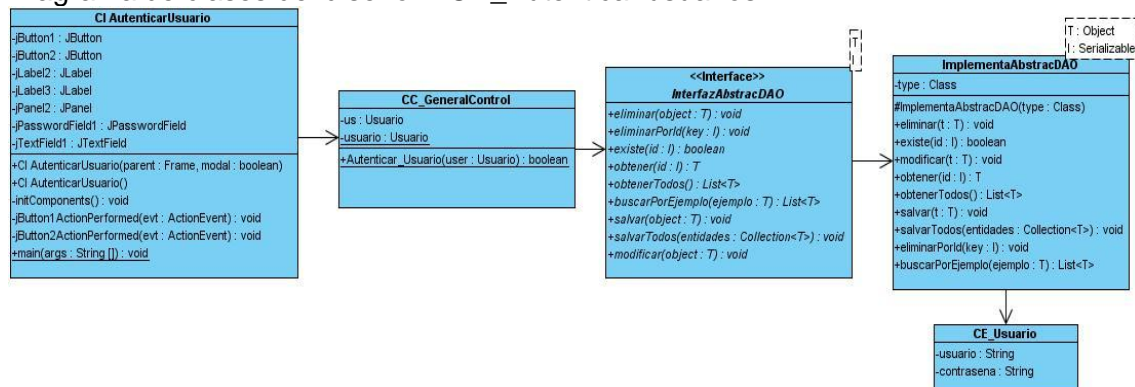 CI AutenticarUsuario
-jButton1 : JButton
-jButton2 : JButton
-jLabel2 : JLabel
-jLabel3 : JLabel
-jPanel2 : JPanel
-jPasswordField1 : JPasswordField
-jTextField1 : JTextField
+CI AutenticarUsuario(parent : Frame, modal : boolean)
+CI AutenticarUsuario()
-initComponents() : void
-jButton1ActionPerformed(evt : ActionEvent) : void
-jButton2ActionPerformed(evt : ActionEvent) : void
+main(args : String []) : void
CC_GeneralControl
-us : Usuario
-usuario : Usuario
+Autenticar_Usuario(user : Usuario) : boolean
T
I
<<Interface>>
InterfazAbstracDAO
+eliminar(object : T) : void
+eliminarPorId(key : I) : void
+existe(id : I) : boolean
+obtener(id : I) : T
+obtenerTodos() : List<T>
+buscarPorEjemplo(ejemplo : T) : List<T>
+salvar(object : T) : void
+salvarTodos(entidades : Collection<T>) : void
+modificar(object : T) : void
T : Object
I : Serializable
ImplementaAbstracDAO
-type : Class
#ImplementaAbstracDAO(type : Class)
+eliminar(t : T) : void
+existe(id : I) : boolean
+modificar(t : T) : void
+obtener(id : I) : T
+obtenerTodos() : List<T>
+salvar(t : T) : void
+salvarTodos(entidades : Collection<T>) : void
+eliminarPorId(key : I) : void
+buscarPorEjemplo(ejemplo : T) : List<T>
CE_Usuario
-usuario : String
-contrasena : String